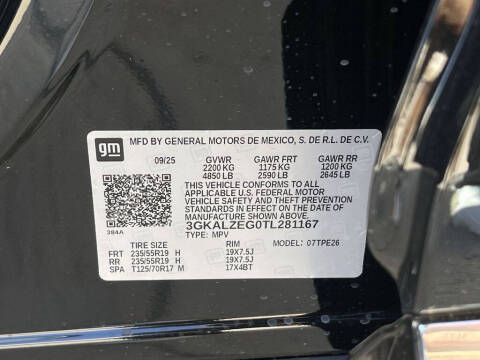 gm
MFD BY GENERAL MOTORS DE MEXICO, S. DE R.L. DE C.V.
09/25 GVWR GAWR FRT GAWR RR
2200 KG 1175 KG 1200 KG
4850 LB 2590 LB 2645 LB
THIS VEHICLE CONFORMS TO ALL
APPLICABLE U.S. FEDERAL MOTOR
VEHICLE SAFETY AND THEFT PREVENTION
STANDARDS IN EFFECT ON THE DATE OF
MANUFACTURE SHOWN ABOVE.
3GKALZEG0TL281167
384A TYPE: MPV MODEL: 07TPE26
TIRE SIZE RIM
FRT 235/55R19 H 19X7.5J
RR 235/55R19 H 19X7.5J
SPA T125/70R17 M 17X4BT